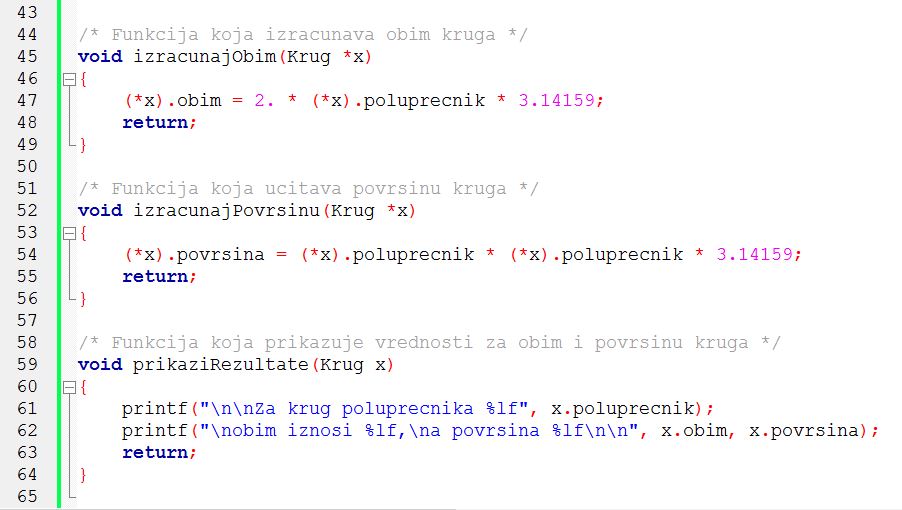 43
44 /* Funkcija koja izracunava obim kruga */
45 void izracunajObim(Krug *x)
46 {
47 (*x).obim = 2. * (*x).poluprecnik * 3.14159;
48 return;
49 }
50
51 /* Funkcija koja ucitava povrsinu kruga */
52 void izracunajPovrsinu(Krug *x)
53 {
54 (*x).povrsina = (*x).poluprecnik * (*x).poluprecnik * 3.14159;
55 return;
56 }
57
58 /* Funkcija koja prikazuje vrednosti za obim i povrsinu kruga */
59 void prikaziRezultate(Krug x)
60 {
61 printf("\n\nZa krug poluprecnika %lf", x.poluprecnik);
62 printf("\nobim iznosi %lf,\na povrsina %lf\n\n", x.obim, x.povrsina);
63 return;
64 }
65